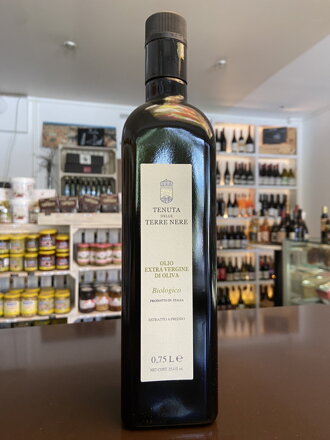 TENUTA
DELLE
TERRE NERE
OLIO
EXTRA VERGINE
DI OLIVA
Biologico
PRODOTTO IN ITALIA
ESTRATTO A FREDDO
0,75 L ℮